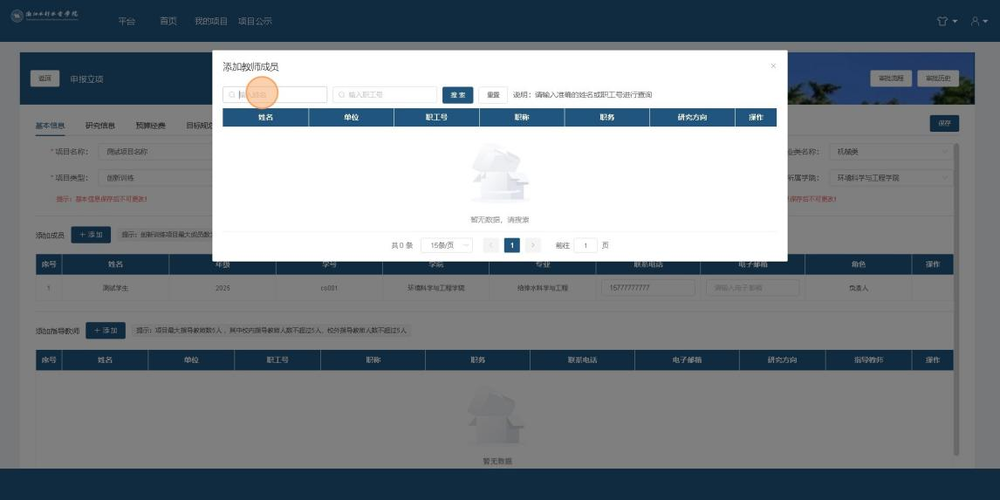 平台 首页 我的项目 项目公示
返回 申报立项
审批流程 审批历史
添加教师成员
输入姓名 输入职工号 搜索 重置 说明：请输入准确的姓名或职工号进行查询
姓名 单位 职工号 职称 职务 研究方向 操作
暂无数据，请搜索
共0条 15条/页 1 前往 1 页
基本信息 研究信息 预算经费 目标规划
保存
*项目名称： 测试项目名称
业类名称： 机械类
*项目类型： 创新训练
所属学院： 环境科学与工程学院
提示：基本信息保存后不可更改!
保存后不可更改!
添加成员 +添加 提示：创新训练项目最大成员数
序号 姓名 年级 学号 学院 专业 联系电话 电子邮箱 角色 操作
1 测试学生 2025 cs001 环境科学与工程学院 给排水科学与工程 15777777777 请输入电子邮箱 负责人
添加指导教师 +添加 提示：项目最大指导教师数5人，其中校内指导教师人数不超过5人，校外指导教师人数不超过5人
序号 姓名 单位 职工号 职称 职务 联系电话 电子邮箱 研究方向 指导教师 操作
暂无数据